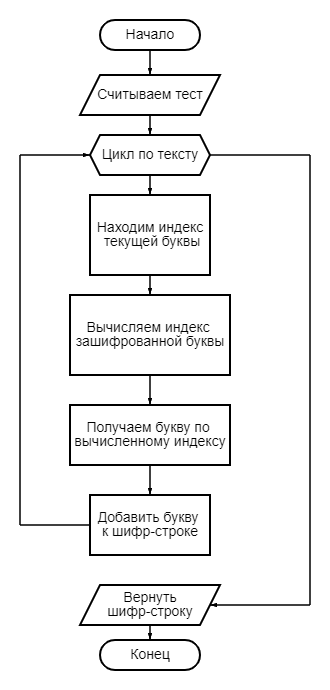 Начало
Считываем тест
Цикл по тексту
Находим индекс
текущей буквы
Вычисляем индекс
зашифрованной буквы
Получаем букву по
вычисленному индексу
Добавить букву
к шифр-строке
Вернуть
шифр-строку
Конец